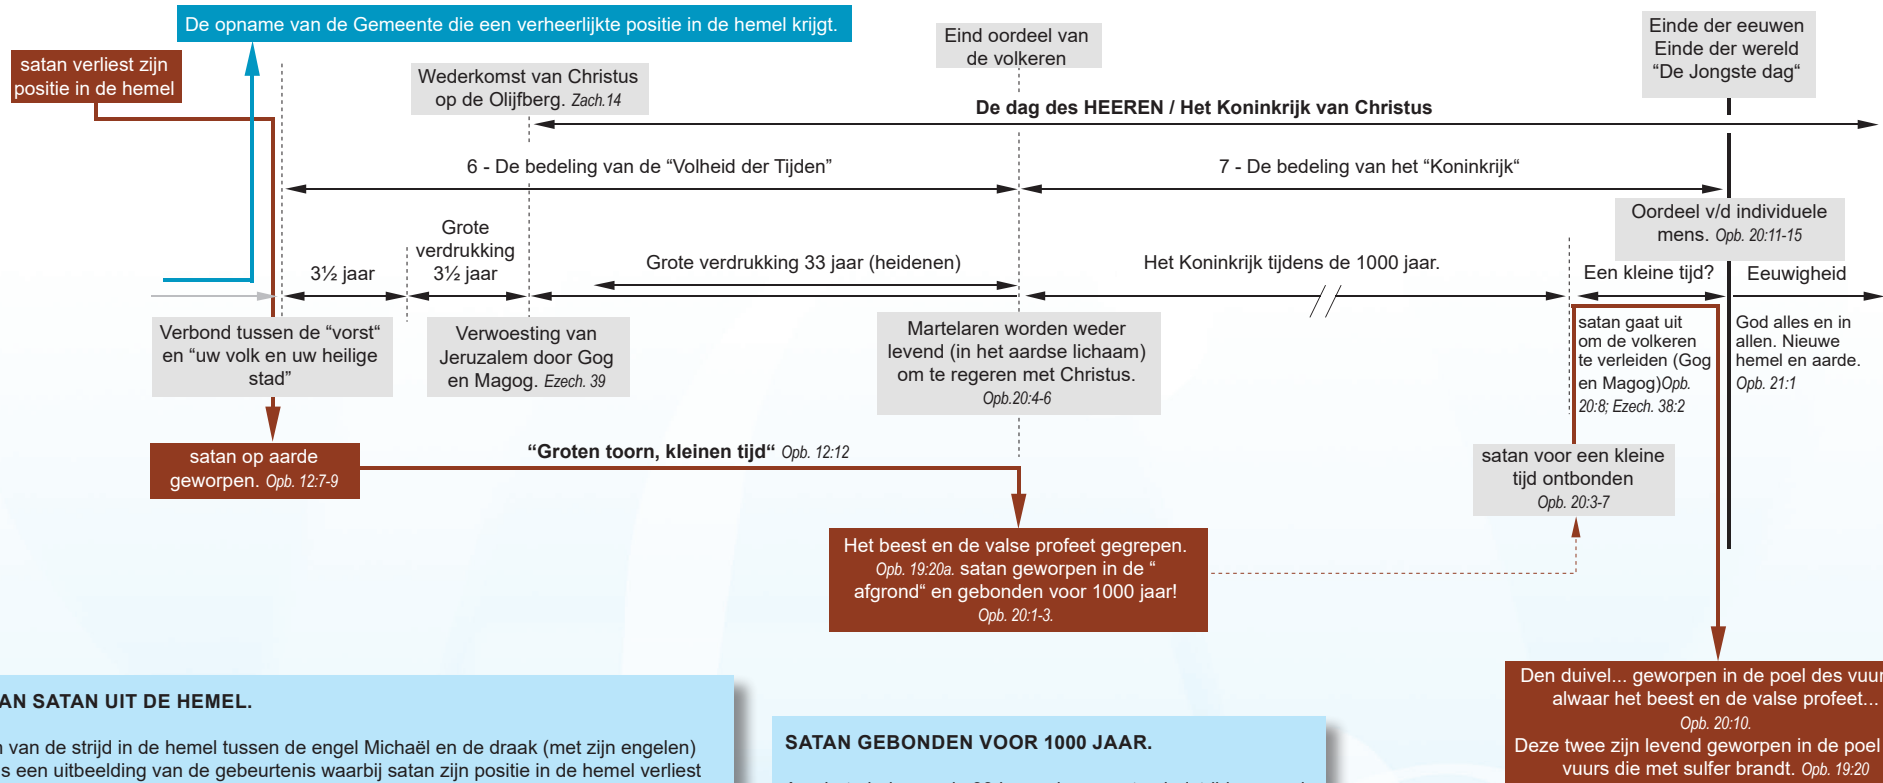 De opname van de Gemeente die een verheerlijkte positie in de hemel krijgt.
satan verliest zijn
positie in de hemel
Wederkomst van Christus
op de Olijfberg. Zach.14
Eind oordeel van
de volkeren
Einde der eeuwen
Einde der wereld
“De Jongste dag“
De dag des HEEREN / Het Koninkrijk van Christus
6 - De bedeling van de “Volheid der Tijden”
7 - De bedeling van het “Koninkrijk“
Oordeel v/d individuele
mens. Opb. 20:11-15
3½ jaar
Grote
verdrukking
3½ jaar
Grote verdrukking 33 jaar (heidenen)
Het Koninkrijk tijdens de 1000 jaar.
Een kleine tijd?
Eeuwigheid
Verbond tussen de “vorst“
en “uw volk en uw heilige
stad”
Verwoesting van
Jeruzalem door Gog
en Magog. Ezech. 39
Martelaren worden weder
levend (in het aardse lichaam)
om te regeren met Christus.
Opb.20:4-6
satan gaat uit
om de volkeren
te verleiden (Gog
en Magog)Opb.
20:8; Ezech. 38:2
God alles en in
allen. Nieuwe
hemel en aarde.
Opb. 21:1
satan op aarde
geworpen. Opb. 12:7-9
“Groten toorn, kleinen tijd“ Opb. 12:12
satan voor een kleine
tijd ontbonden
Opb. 20:3-7
Het beest en de valse profeet gegrepen.
Opb. 19:20a. satan geworpen in de “
afgrond“ en gebonden voor 1000 jaar!
Opb. 20:1-3.
Den duivel... geworpen in de poel des vuur
alwaar het beest en de valse profeet...
Opb. 20:10.
Deze twee zijn levend geworpen in de poel
vuurs die met sulfer brandt. Opb. 19:20
AN SATAN UIT DE HEMEL.
van de strijd in de hemel tussen de engel Michaël en de draak (met zijn engelen)
s een uitbeelding van de gebeurtenis waarbij satan zijn positie in de hemel verliest
SATAN GEBONDEN VOOR 1000 JAAR.